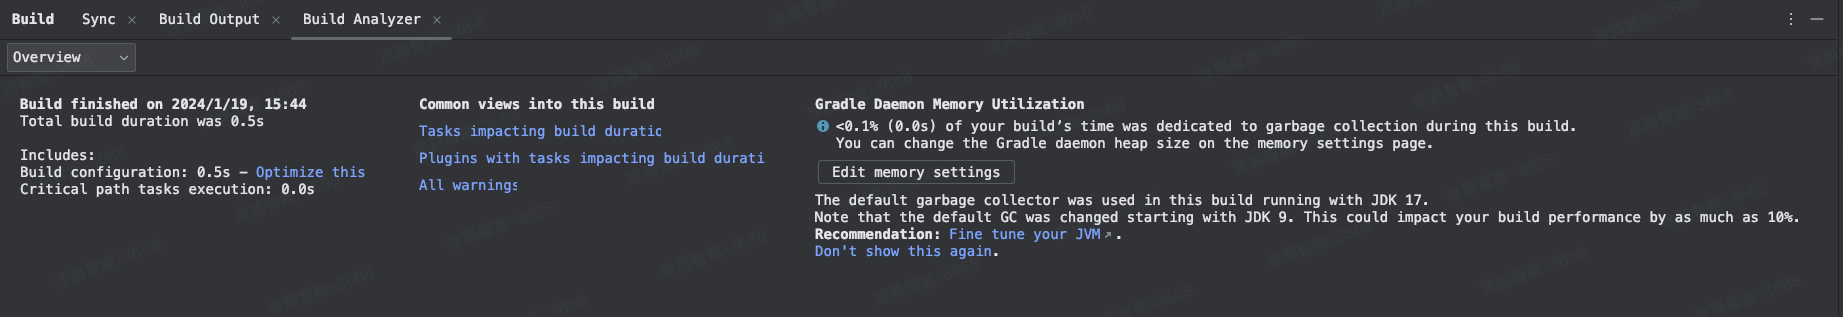 Build Sync × Build Output × Build Analyzer ×
Overview
Build finished on 2024/1/19, 15:44
Total build duration was 0.5s
Includes:
Build configuration: 0.5s – Optimize this
Critical path tasks execution: 0.0s
Common views into this build
Tasks impacting build duratic
Plugins with tasks impacting build durati
All warnings
Gradle Daemon Memory Utilization
<0.1% (0.0s) of your build’s time was dedicated to garbage collection during this build.
You can change the Gradle daemon heap size on the memory settings page.
Edit memory settings
The default garbage collector was used in this build running with JDK 17.
Note that the default GC was changed starting with JDK 9. This could impact your build performance by as much as 10%.
Recommendation: Fine tune your JVM↗.
Don't show this again.
涂鸦智能-3668